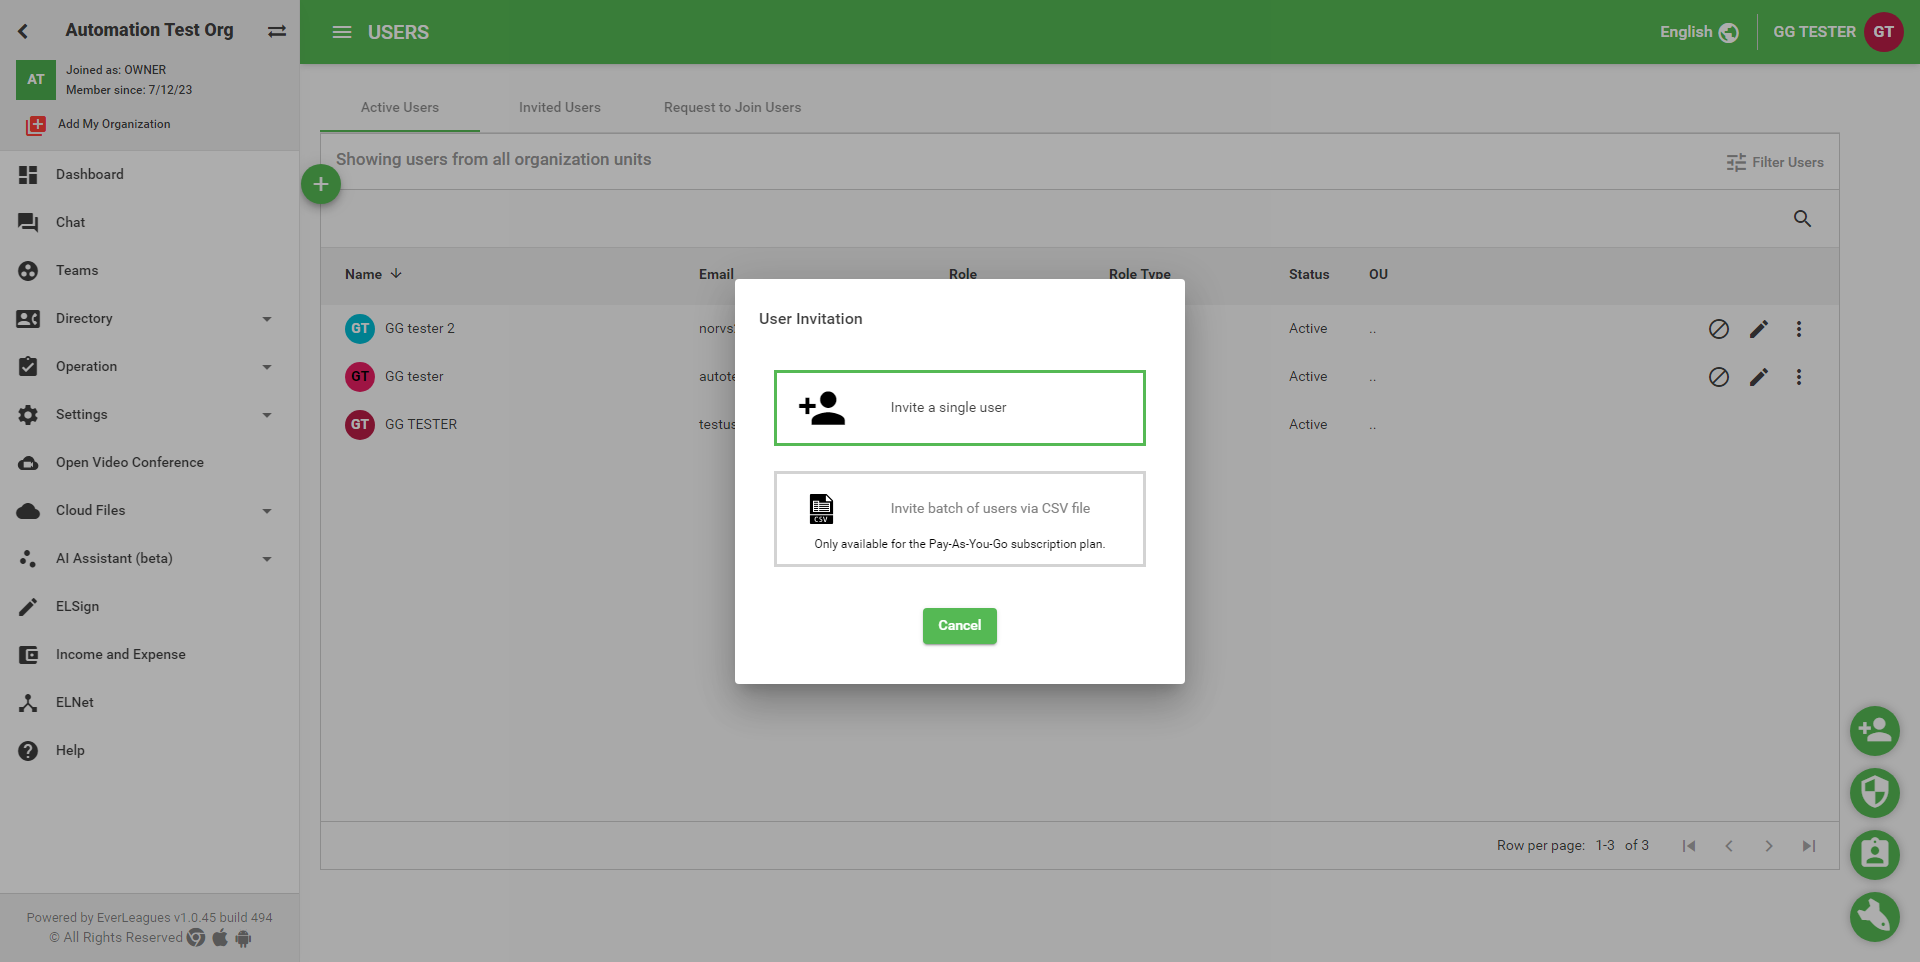 Automation Test Org
AT
Joined as: OWNER
Member since: 7/12/23
Add My Organization
Dashboard
Chat
Teams
Directory
Operation
Settings
Open Video Conference
Cloud Files
AI Assistant (beta)
ELSign
Income and Expense
ELNet
Help
Powered by EverLeagues v1.0.45 build 494
© All Rights Reserved
USERS
English
GG TESTER
GT
Active Users
Invited Users
Request to Join Users
Showing users from all organization units
Filter Users
Name
Email
Role
Role Type
Status
OU
GT GG tester 2 Active ..
GT GG tester Active ..
GT GG TESTER Active ..
User Invitation
Invite a single user
CSV
Invite batch of users via CSV file
Only available for the Pay-As-You-Go subscription plan.
Cancel
Row per page: 1-3 of 3